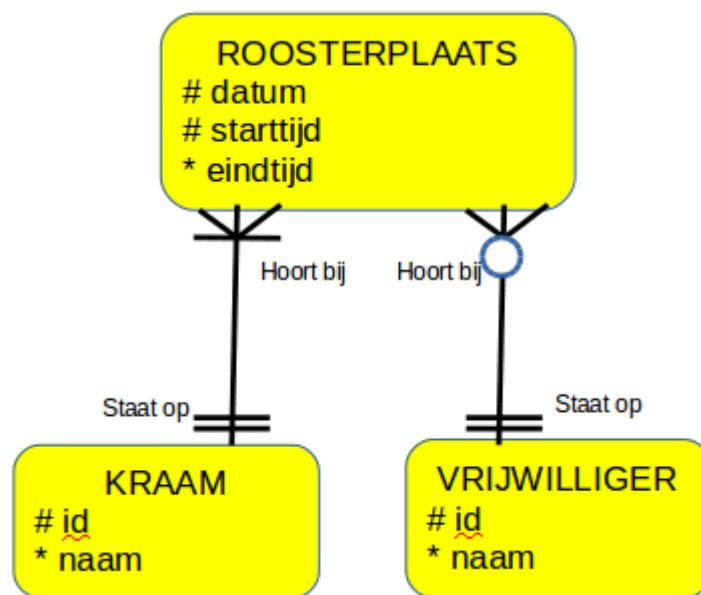 ROOSTERPLAATS
# datum
# starttijd
* eindtijd
Hoort bij
Hoort bij
Staat op
Staat op
KRAAM
# id
* naam
VRIJWILLIGER
# id
* naam